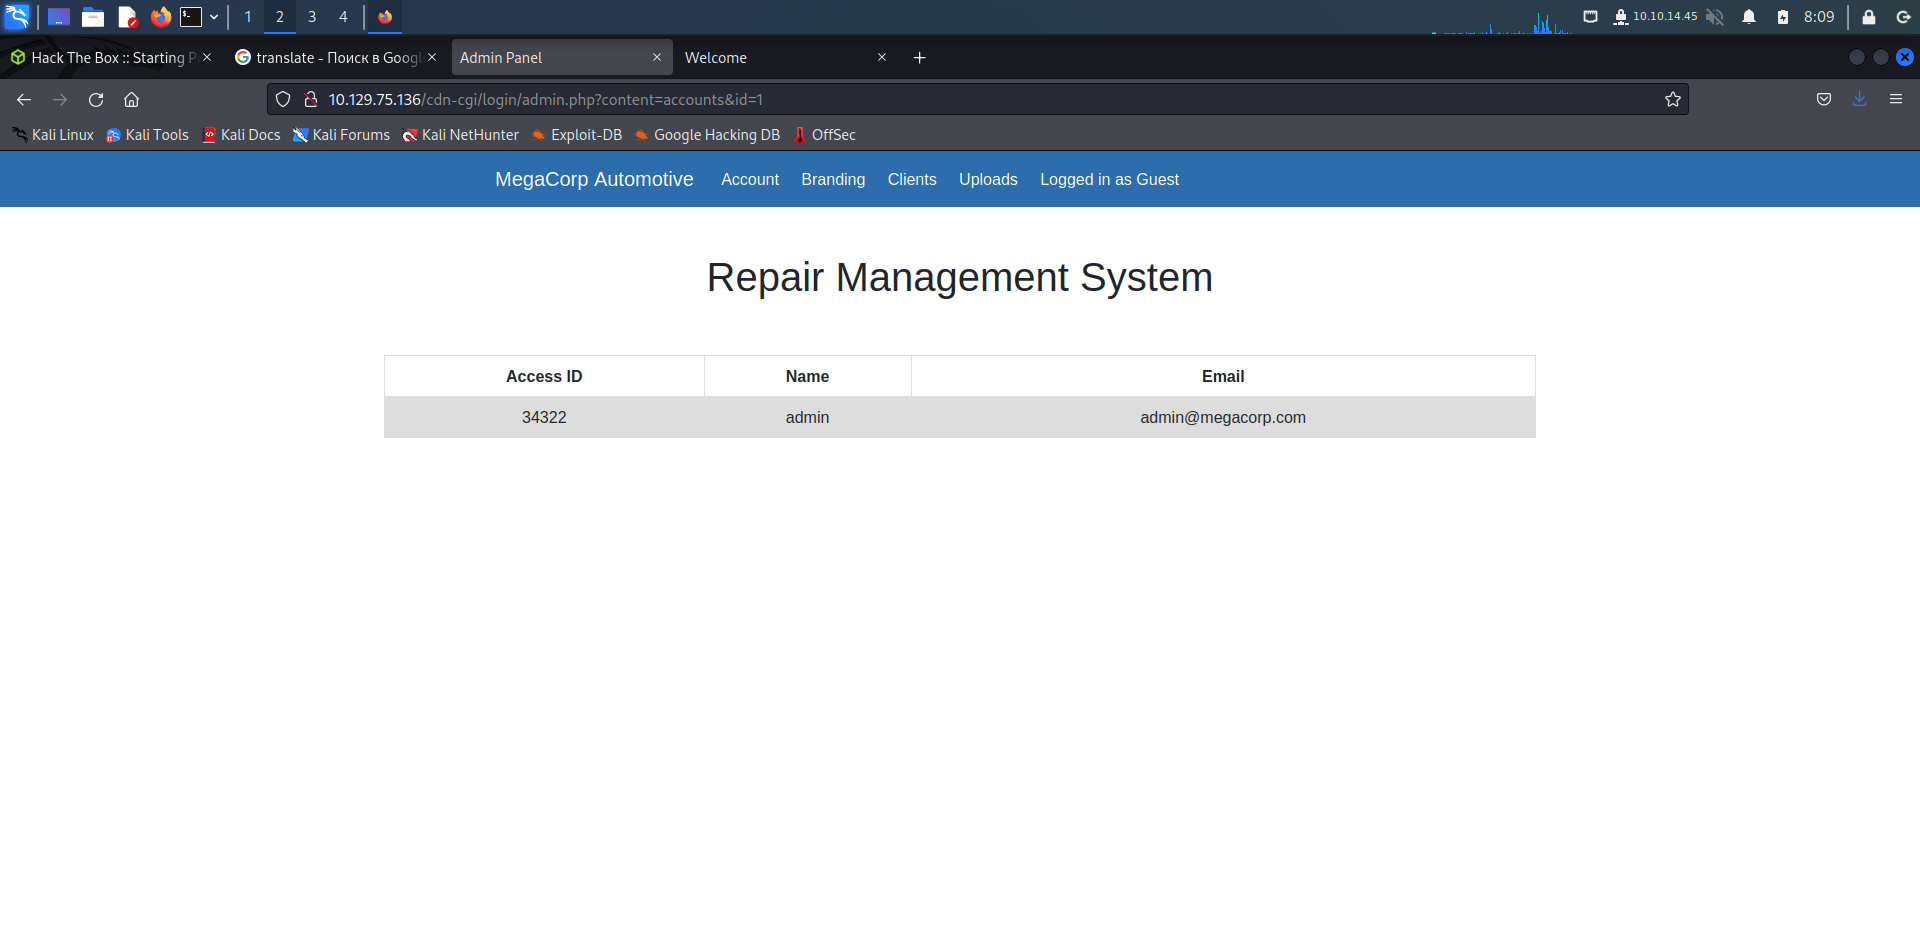 1 2 3 4 10.10.14.45 8:09
Hack The Box :: Starting P translate - Поиск в Googl Admin Panel Welcome
10.129.75.136/cdn-cgi/login/admin.php?content=accounts&id=1
Kali Linux Kali Tools Kali Docs Kali Forums Kali NetHunter Exploit-DB Google Hacking DB OffSec
MegaCorp Automotive Account Branding Clients Uploads Logged in as Guest
Repair Management System
Access ID Name Email
34322 admin admin@megacorp.com